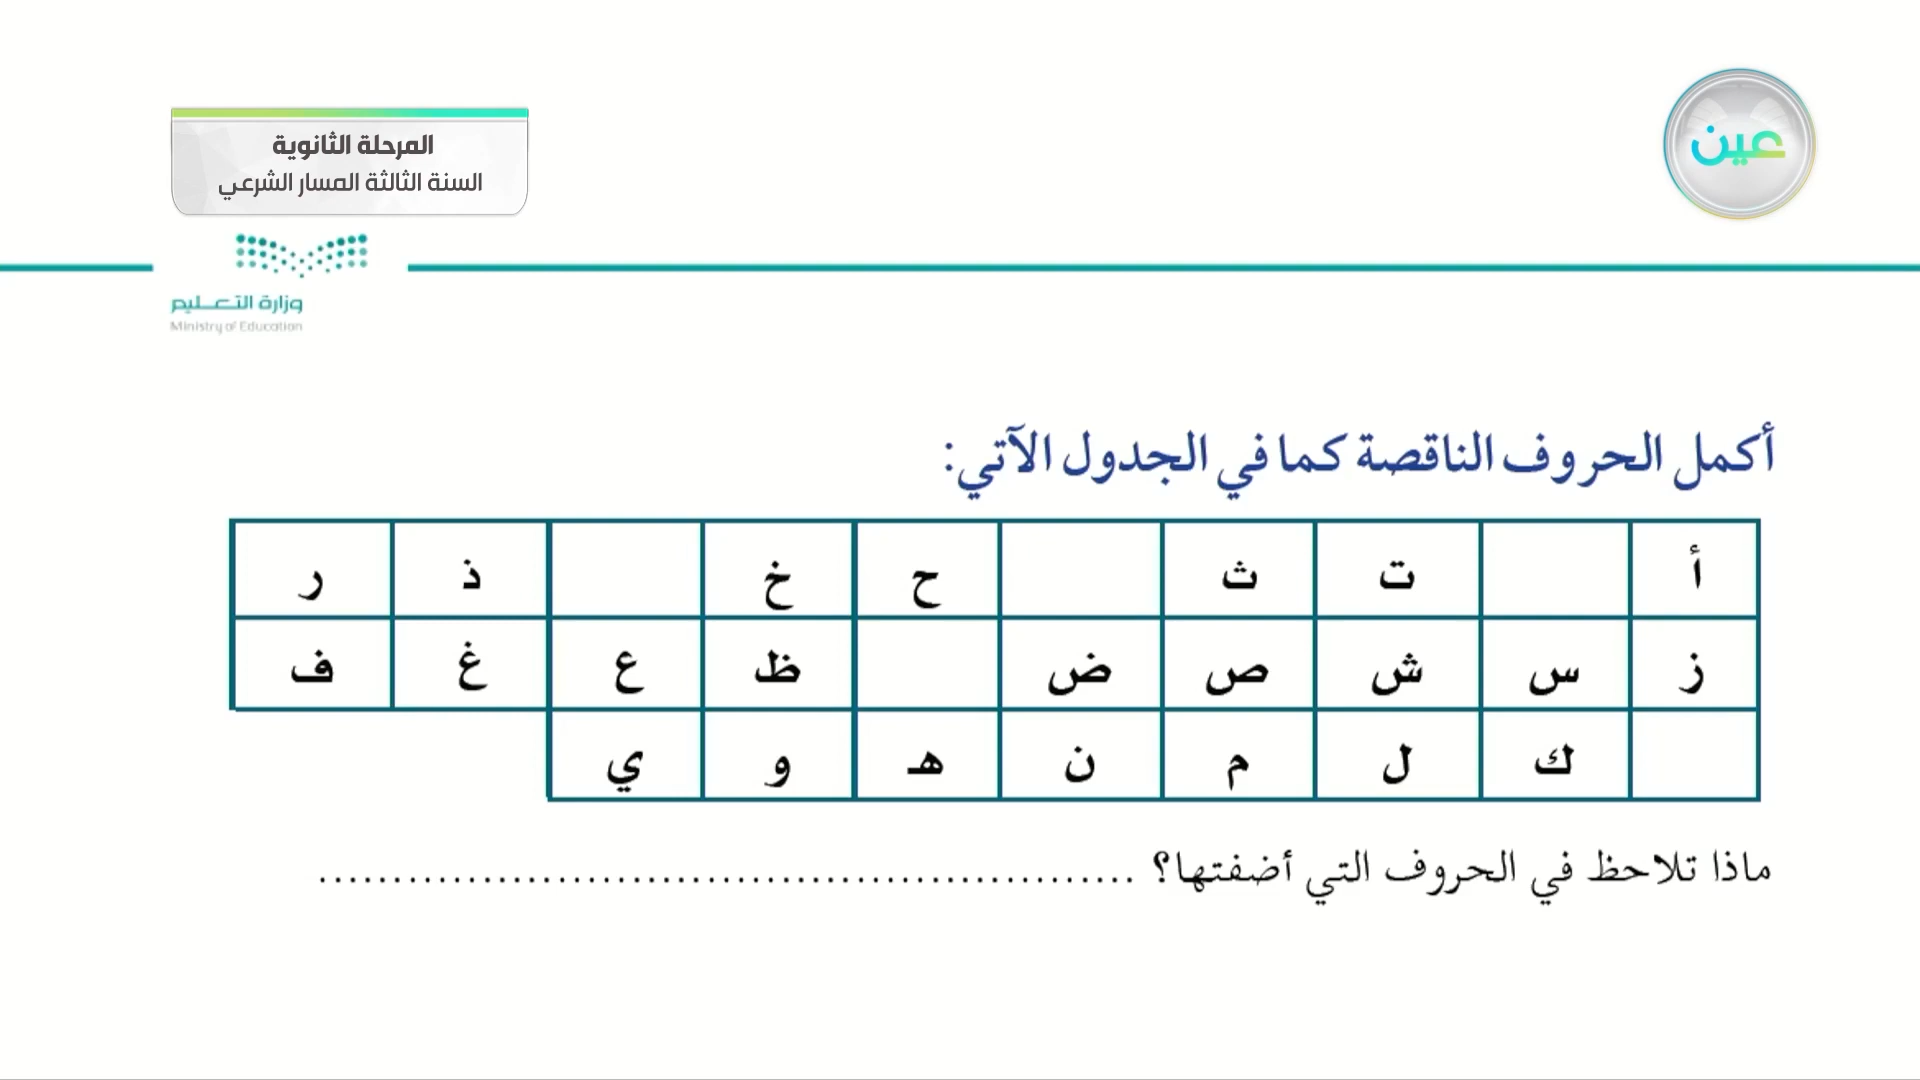 عين
المرحلة الثانوية
السنة الثالثة المسار الشرعي
وزارة التعليم
Ministry of Education
أكمل الحروف الناقصة كما في الجدول الآتي:
أ ت ث ح خ ذ ر
ز س ش ص ض ظ ع غ ف
ك ل م ن هـ و ي
ماذا تلاحظ في الحروف التي أضفتها؟ ......................................................